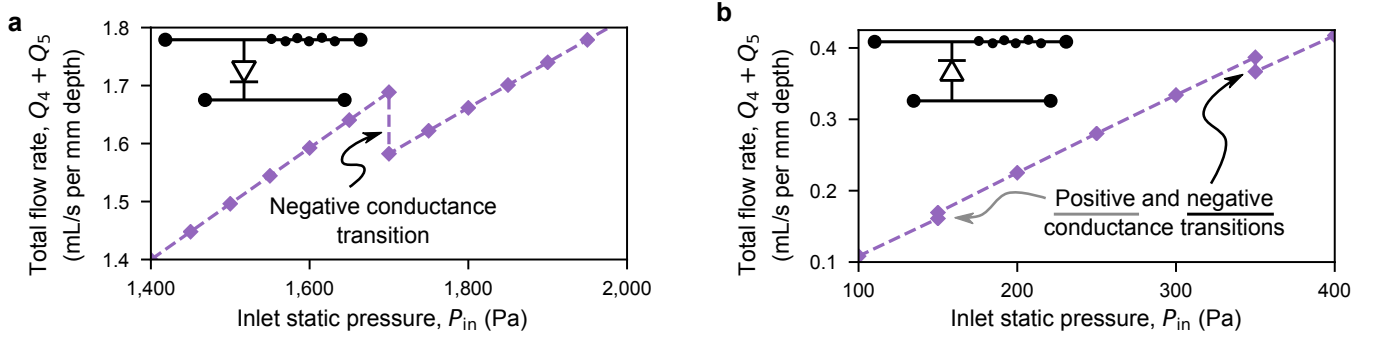 a
Total flow rate, Q4 + Q5
(mL/s per mm depth)
1.8
1.7
1.6
1.5
1.4
Negative conductance
transition
1,400
1,600
1,800
2,000
Inlet static pressure, Pin (Pa)
b
Total flow rate, Q4 + Q5
(mL/s per mm depth)
0.4
0.3
0.2
0.1
Positive and negative
conductance transitions
100
200
300
400
Inlet static pressure, Pin (Pa)